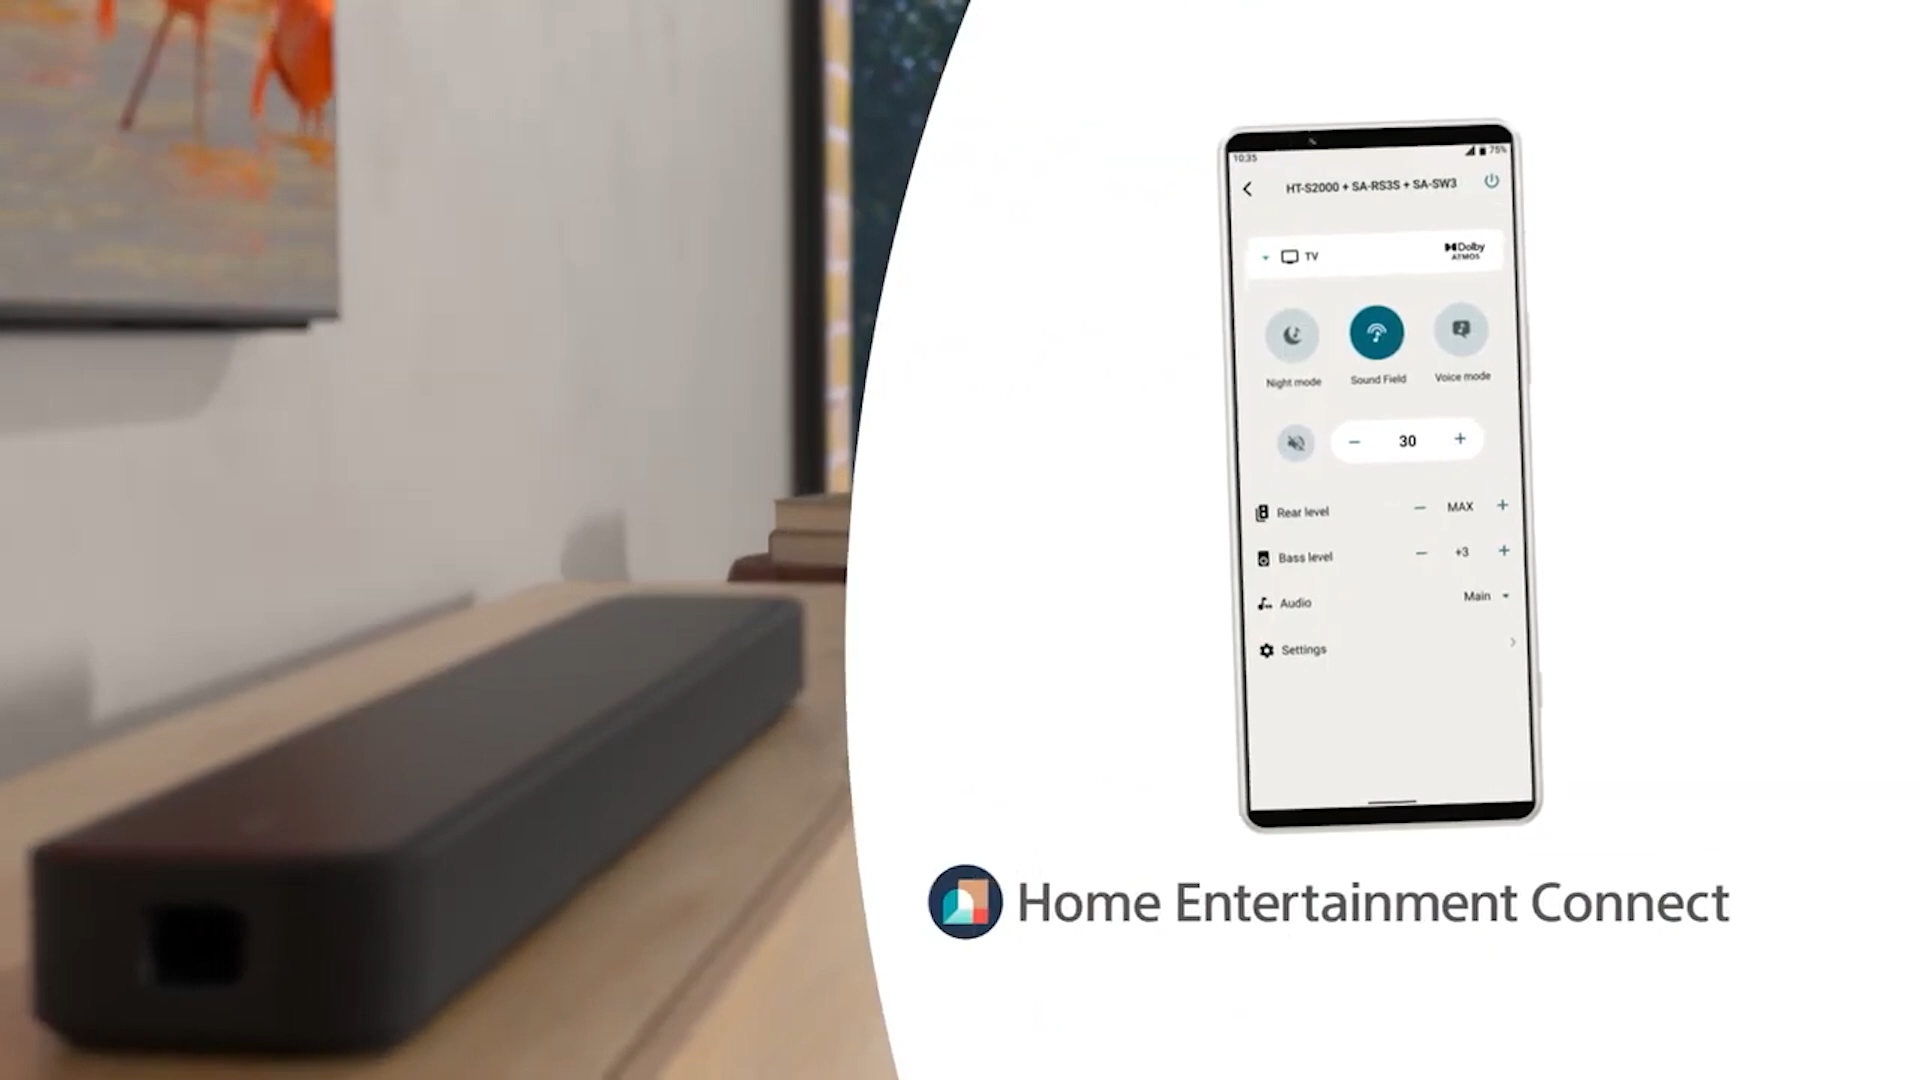 10:35
75%
HT-S2000 + SA-RS3S + SA-SW3
TV
Dolby
ATMOS
Night mode
Sound Field
Voice mode
30
Rear level
MAX
Bass level
+3
Audio
Main
Settings
Home Entertainment Connect